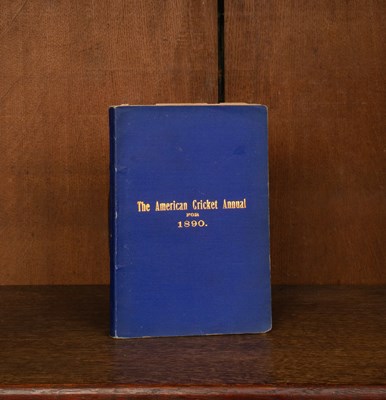 The American Cricket Annual
FOR
1890.